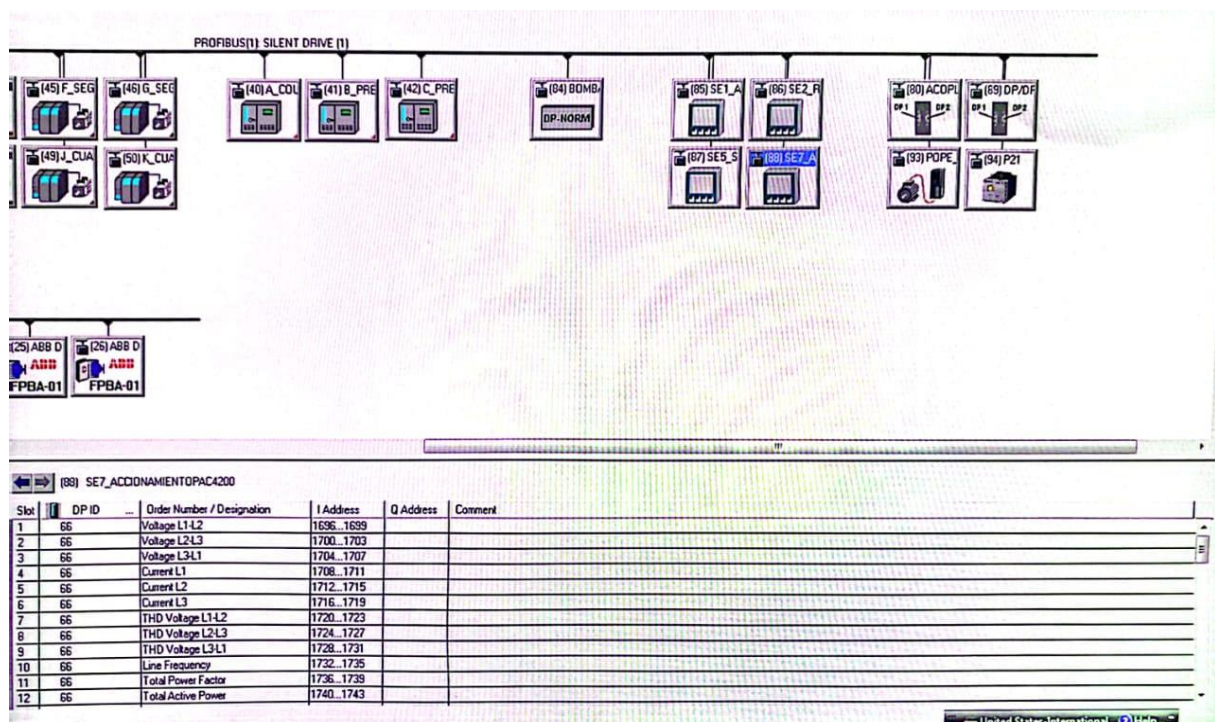 PROFIBUS(1): SILENT DRIVE (1)
(45) F_SEG
(46) G_SEG
(40) A_COL
(41) B_PRE
(42) C_PRE
(84) BOMB
(85) SE1_A
(86) SE2_R
(80) ACOPL
(69) DP/DP
DP1 DP2
DP1 DP2
DP-NORM
(49) J_CUA
(50) K_CUA
(87) SE5_S
(88) SE7_A
(93) POPE_
(94) P21
(25) ABB D
(26) ABB D
ABB
ABB
FPBA-01
FPBA-01
(88) SE7_ACCIONAMIENTOPAC4200
Slot DP ID ... Order Number / Designation I Address Q Address Comment
1 66 Voltage L1-L2 1696...1699
2 66 Voltage L2-L3 1700...1703
3 66 Voltage L3-L1 1704...1707
4 66 Current L1 1708...1711
5 66 Current L2 1712...1715
6 66 Current L3 1716...1719
7 66 THD Voltage L1-L2 1720...1723
8 66 THD Voltage L2-L3 1724...1727
9 66 THD Voltage L3-L1 1728...1731
10 66 Line Frequency 1732...1735
11 66 Total Power Factor 1736...1739
12 66 Total Active Power 1740...1743
United States-International Help